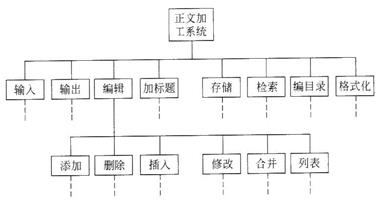 正文加
工系统
输入
输出
编辑
加标题
存储
检索
编目录
格式化
添加
删除
插入
修改
合并
列表